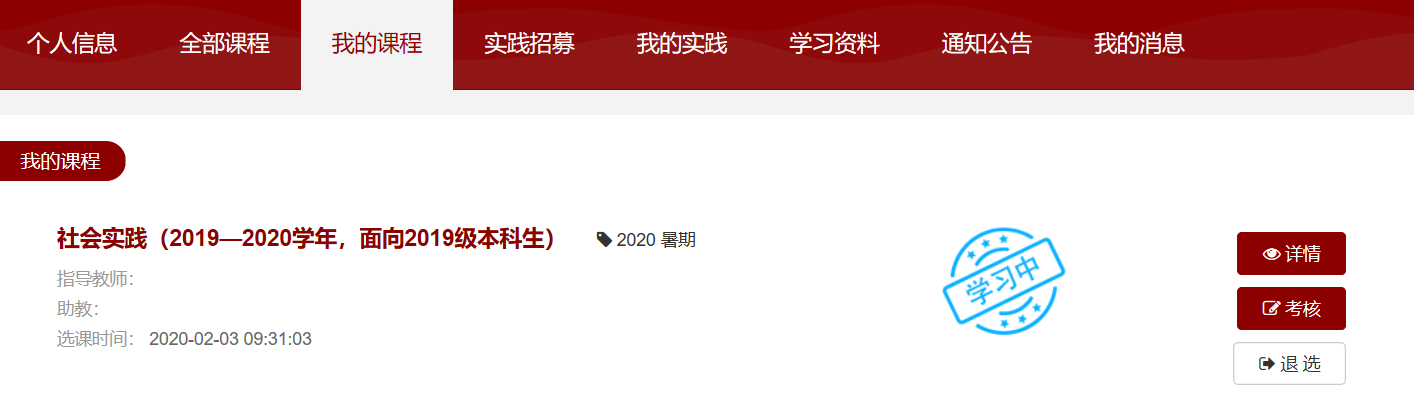 个人信息 全部课程 我的课程 实践招募 我的实践 学习资料 通知公告 我的消息
我的课程
社会实践（2019—2020学年，面向2019级本科生） 2020 暑期
指导教师：
助教：
选课时间： 2020-02-03 09:31:03
学习中
详情
考核
退 选